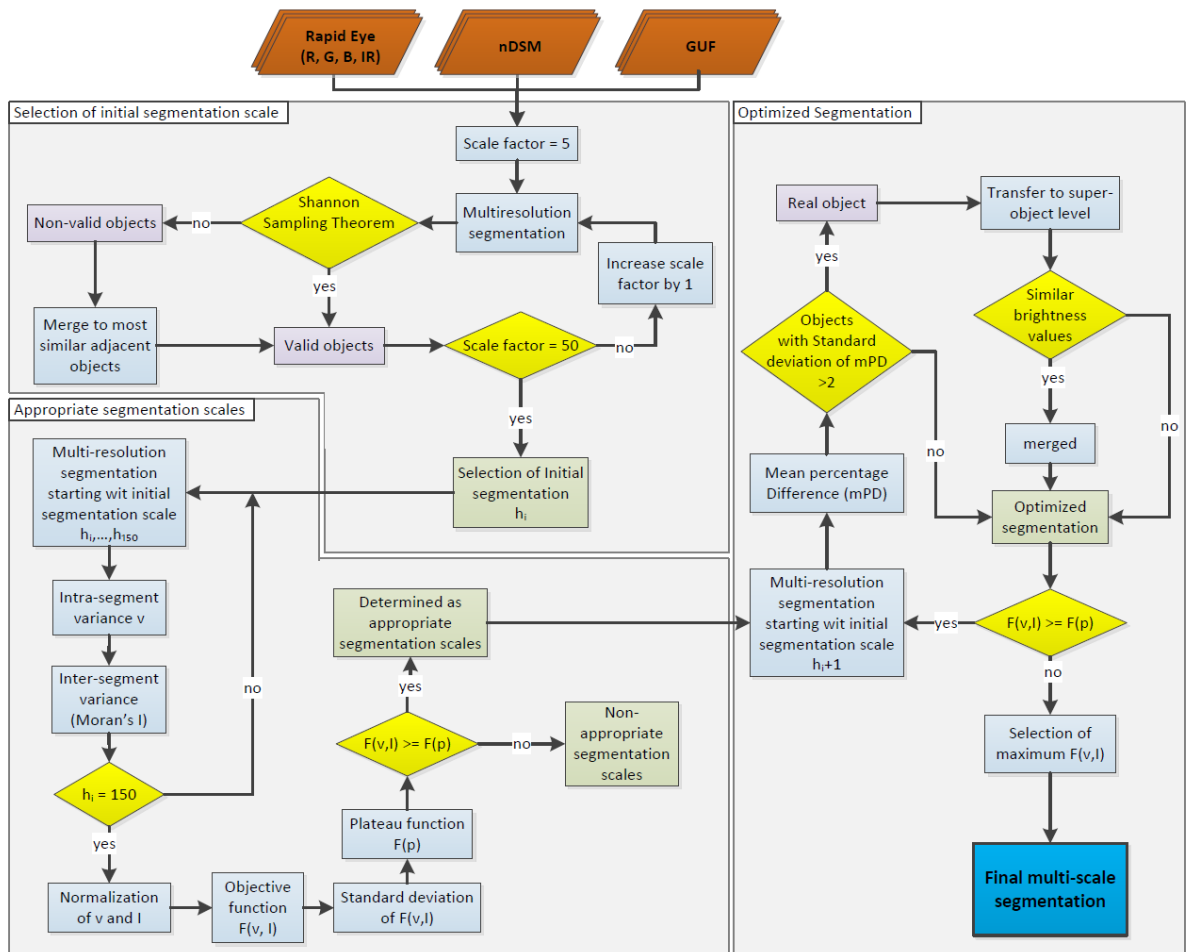 Rapid Eye
(R, G, B, IR)
nDSM
GUF
Selection of initial segmentation scale
Scale factor = 5
Multiresolution
segmentation
Shannon
Sampling Theorem
no
Non-valid objects
yes
Merge to most
similar adjacent
objects
Valid objects
Scale factor = 50
no
Increase scale
factor by 1
yes
Selection of Initial
segmentation
hᵢ
Appropriate segmentation scales
Multi-resolution
segmentation
starting wit initial
segmentation scale
hᵢ,...,h₁₅₀
Intra-segment
variance v
Inter-segment
variance
(Moran's I)
no
hᵢ = 150
yes
Normalization
of v and I
Objective
function
F(v, I)
Standard deviation
of F(v,I)
Plateau function
F(p)
F(v,I) >= F(p)
no
Non-
appropriate
segmentation
scales
yes
Determined as
appropriate
segmentation scales
Optimized Segmentation
Multi-resolution
segmentation
starting wit initial
segmentation scale
hᵢ+1
Mean percentage
Difference (mPD)
Objects
with Standard
deviation of mPD
>2
yes
no
Real object
Transfer to super-
object level
Similar
brightness
values
yes
no
merged
Optimized
segmentation
F(v,I) >= F(p)
yes
no
Selection of
maximum F(v,I)
Final multi-scale
segmentation